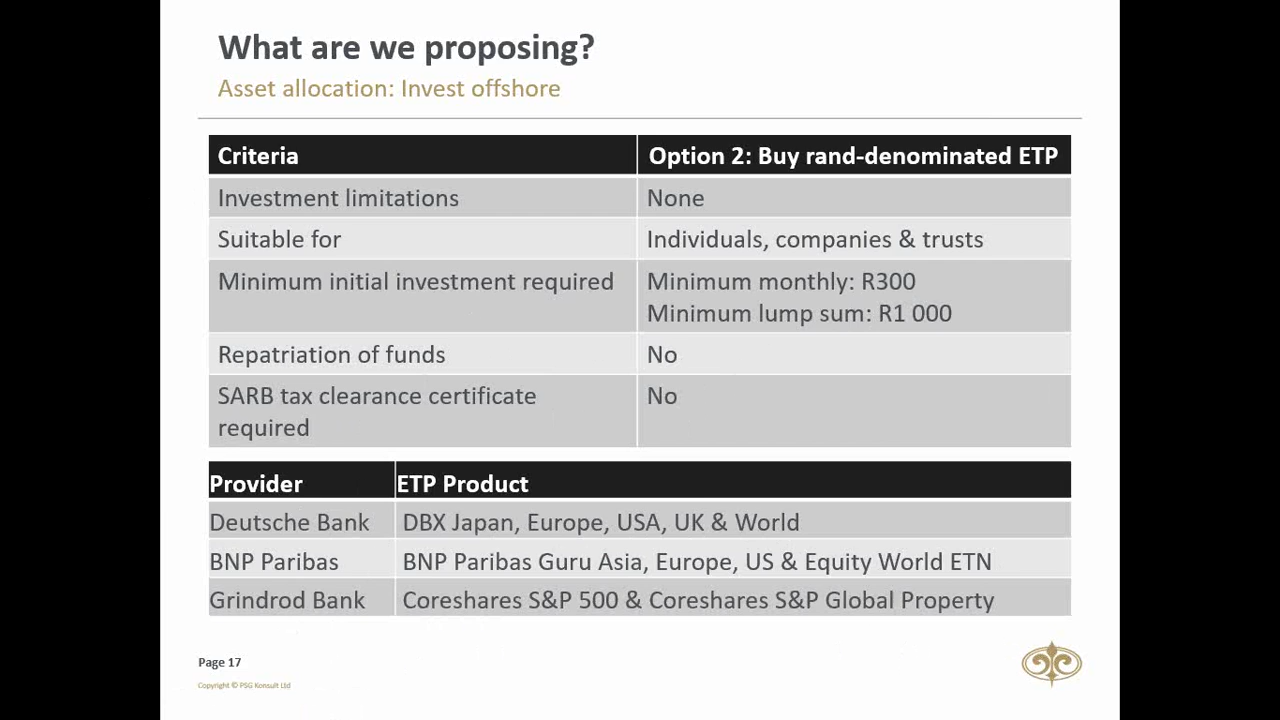 What are we proposing?
Asset allocation: Invest offshore
Criteria Option 2: Buy rand-denominated ETP
Investment limitations None
Suitable for Individuals, companies & trusts
Minimum initial investment required Minimum monthly: R300
Minimum lump sum: R1 000
Repatriation of funds No
SARB tax clearance certificate No
required
Provider ETP Product
Deutsche Bank DBX Japan, Europe, USA, UK & World
BNP Paribas BNP Paribas Guru Asia, Europe, US & Equity World ETN
Grindrod Bank Coreshares S&P 500 & Coreshares S&P Global Property
Page 17
Copyright © PSG Konsult Ltd